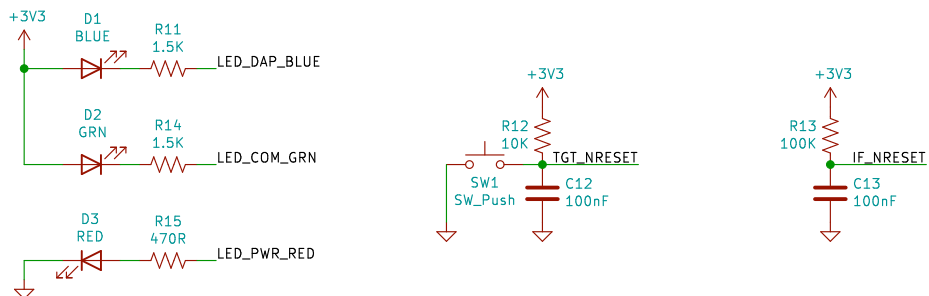 +3V3
D1
BLUE
R11
1.5K
LED_DAP_BLUE
D2
GRN
R14
1.5K
LED_COM_GRN
D3
RED
R15
470R
LED_PWR_RED
+3V3
R12
10K
TGT_NRESET
SW1
SW_Push
C12
100nF
+3V3
R13
100K
IF_NRESET
C13
100nF